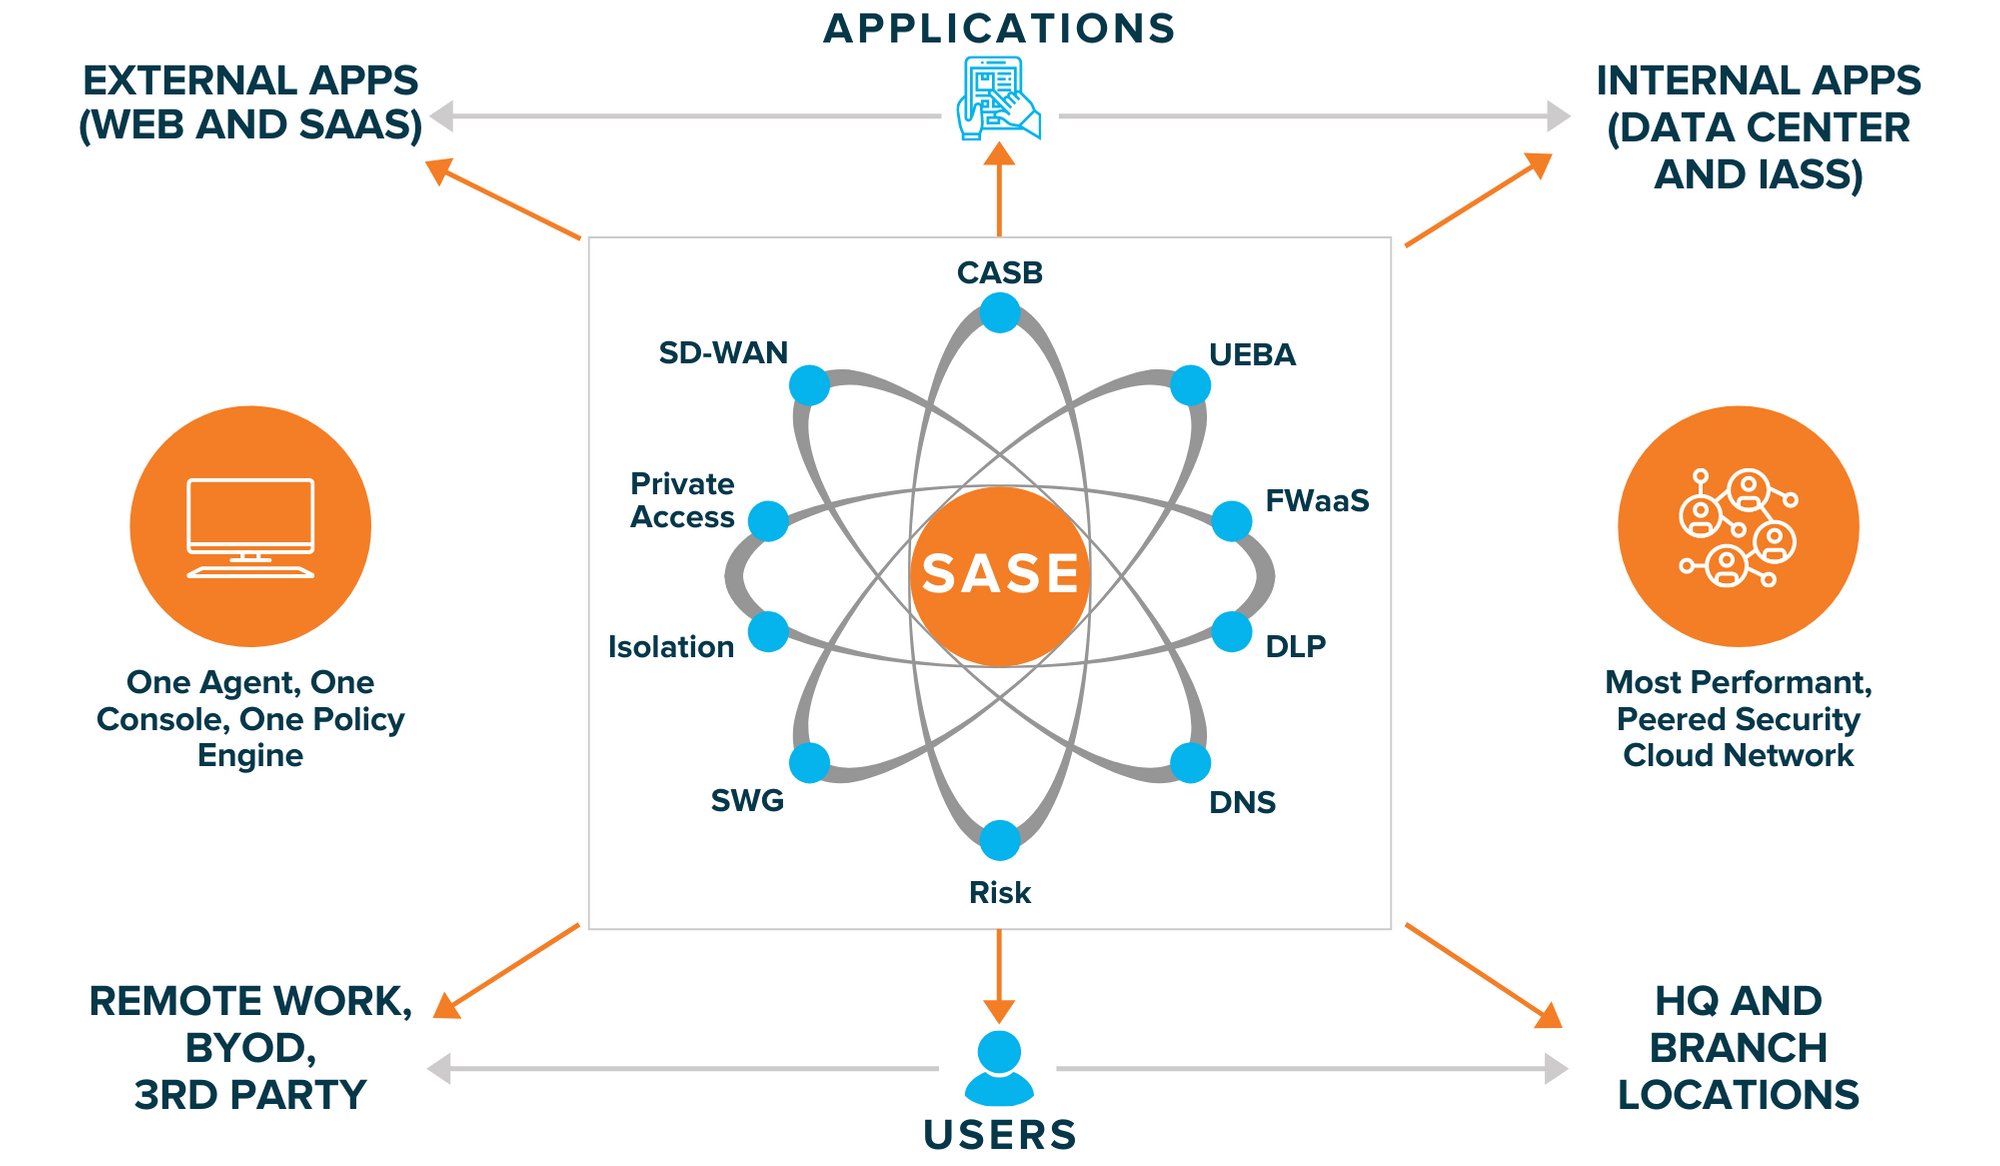 APPLICATIONS
EXTERNAL APPS
(WEB AND SAAS)
INTERNAL APPS
(DATA CENTER
AND IASS)
CASB
SD-WAN
UEBA
Private
Access
FWaaS
SASE
Isolation
DLP
SWG
DNS
Risk
One Agent, One
Console, One Policy
Engine
Most Performant,
Peered Security
Cloud Network
REMOTE WORK,
BYOD,
3RD PARTY
HQ AND
BRANCH
LOCATIONS
USERS